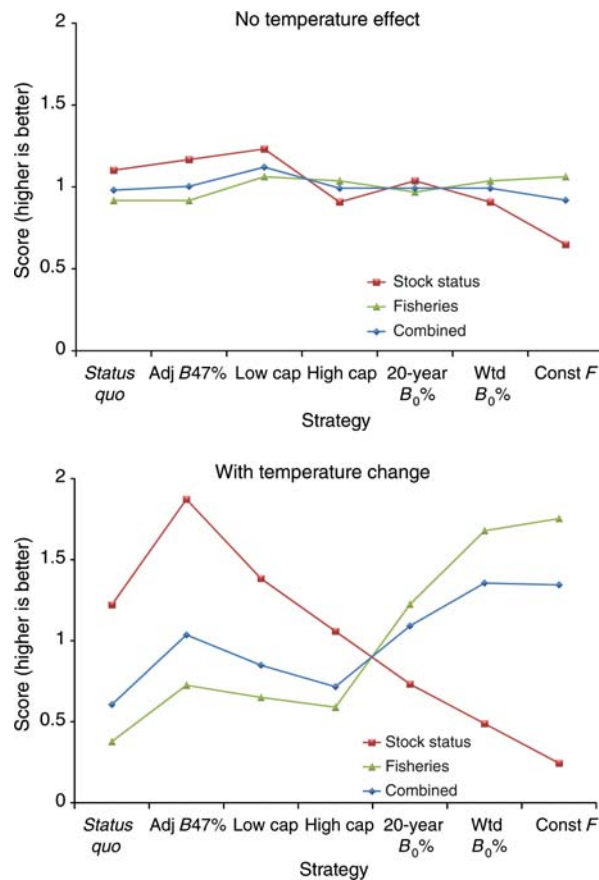 No temperature effect
2
1.5
1
0.5
0
Score (higher is better)
Stock status
Fisheries
Combined
Status quo
Adj B47%
Low cap
High cap
20-year B₀%
Wtd B₀%
Const F
Strategy
With temperature change
2
1.5
1
0.5
0
Score (higher is better)
Stock status
Fisheries
Combined
Status quo
Adj B47%
Low cap
High cap
20-year B₀%
Wtd B₀%
Const F
Strategy